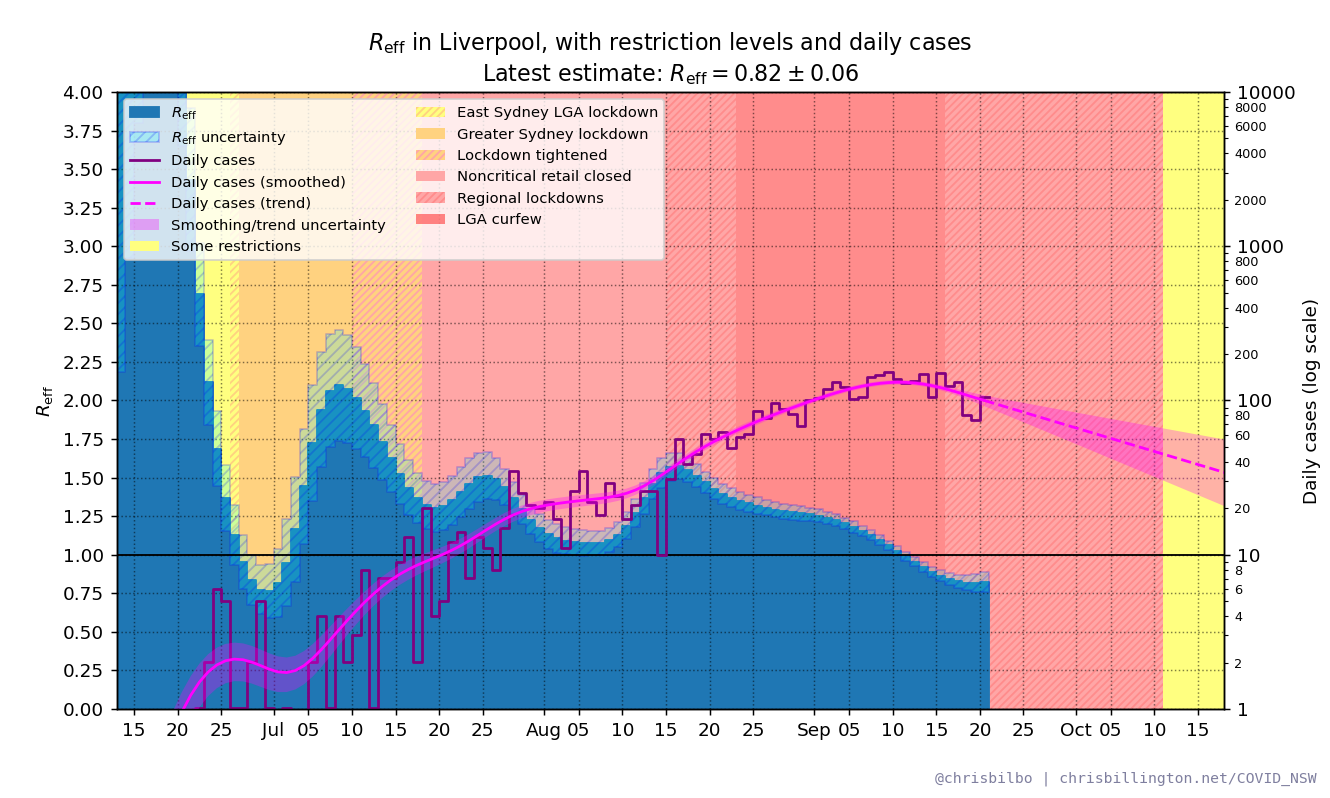 Reff in Liverpool, with restriction levels and daily cases
Latest estimate: Reff = 0.82 ± 0.06
Reff
Reff uncertainty
Daily cases
Daily cases (smoothed)
Daily cases (trend)
Smoothing/trend uncertainty
Some restrictions
East Sydney LGA lockdown
Greater Sydney lockdown
Lockdown tightened
Noncritical retail closed
Regional lockdowns
LGA curfew
Reff
4.00
3.75
3.50
3.25
3.00
2.75
2.50
2.25
2.00
1.75
1.50
1.25
1.00
0.75
0.50
0.25
0.00
10000
8000
6000
4000
2000
1000
800
600
400
200
100
80
60
40
20
10
8
6
4
2
1
Daily cases (log scale)
15 20 25 Jul 05 10 15 20 25 Aug 05 10 15 20 25 Sep 05 10 15 20 25 Oct 05 10 15
@chrisbilbo | chrisbillington.net/COVID_NSW